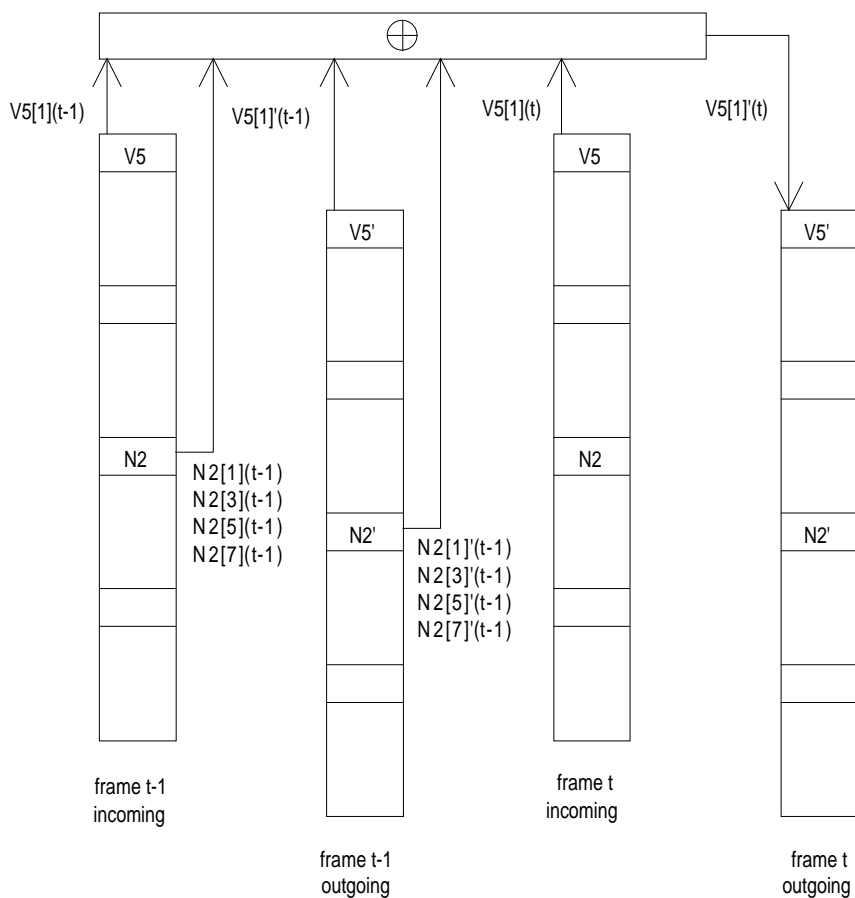 V5[1](t-1)
V5[1]'(t-1)
V5[1](t)
V5[1]'(t)
V5
V5'
V5
V5'
N2
N2[1](t-1)
N2[3](t-1)
N2[5](t-1)
N2[7](t-1)
N2'
N2[1]'(t-1)
N2[3]'(t-1)
N2[5]'(t-1)
N2[7]'(t-1)
N2
N2'
frame t-1
incoming
frame t-1
outgoing
frame t
incoming
frame t
outgoing